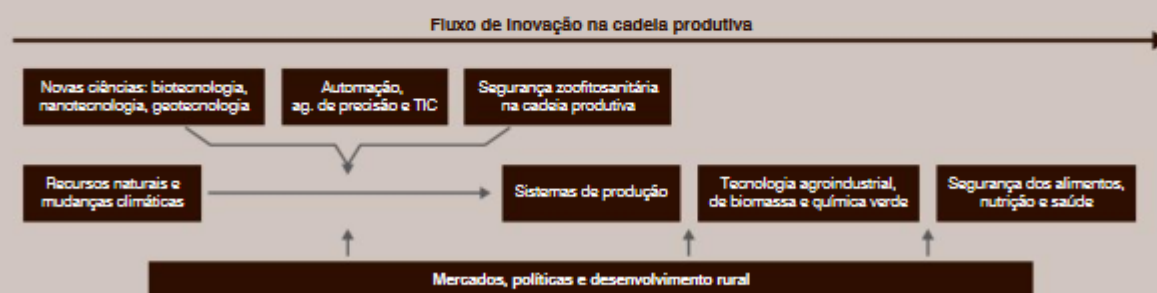 Fluxo de Inovação na cadeia produtiva
Novas ciências: biotecnologia,
nanotecnologia, geotecnologia
Automação,
ag. de precisão e TIC
Segurança zoofitosanitária
na cadeia produtiva
Recursos naturais e
mudanças climáticas
Sistemas de produção
Tecnologia agroindustrial,
de biomassa e química verde
Segurança dos alimentos,
nutrição e saúde
Mercados, políticas e desenvolvimento rural